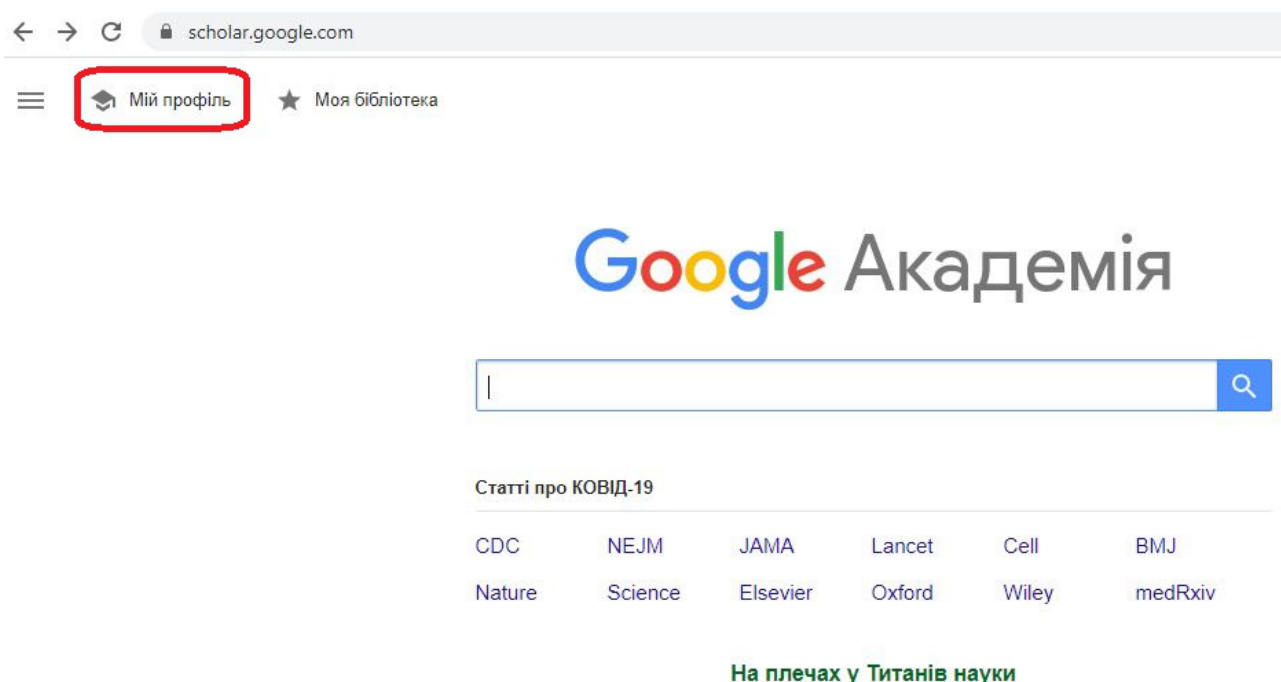 scholar.google.com
Мій профіль Моя бібліотека
Google Академія
Статті про КОВІД-19
CDC NEJM JAMA Lancet Cell BMJ
Nature Science Elsevier Oxford Wiley medRxiv
На плечах у Титанів науки